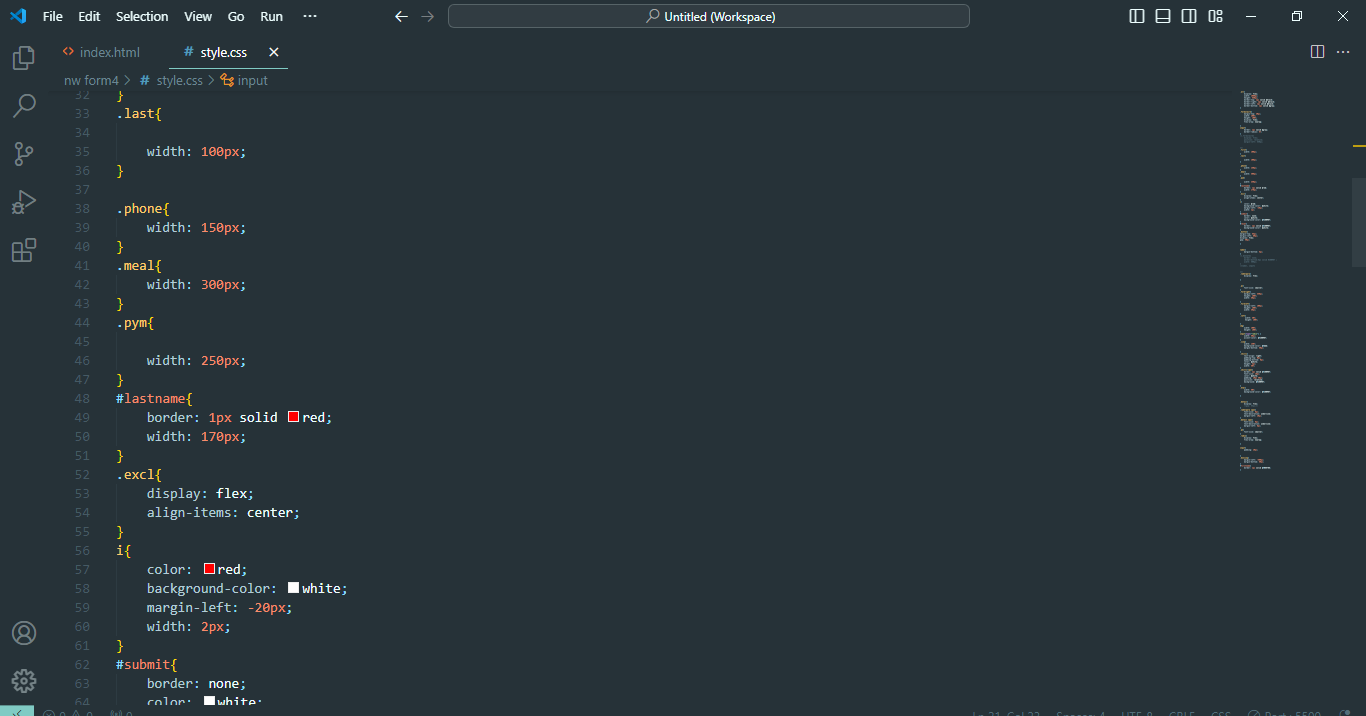 File Edit Selection View Go Run ···
Untitled (Workspace)
index.html
# style.css
nw form4 > # style.css > input
32 }
33 .last{
34
35 width: 100px;
36 }
37
38 .phone{
39 width: 150px;
40 }
41 .meal{
42 width: 300px;
43 }
44 .pym{
45
46 width: 250px;
47 }
48 #lastname{
49 border: 1px solid red;
50 width: 170px;
51 }
52 .excl{
53 display: flex;
54 align-items: center;
55 }
56 i{
57 color: red;
58 background-color: white;
59 margin-left: -20px;
60 width: 2px;
61 }
62 #submit{
63 border: none;
64 color: white;